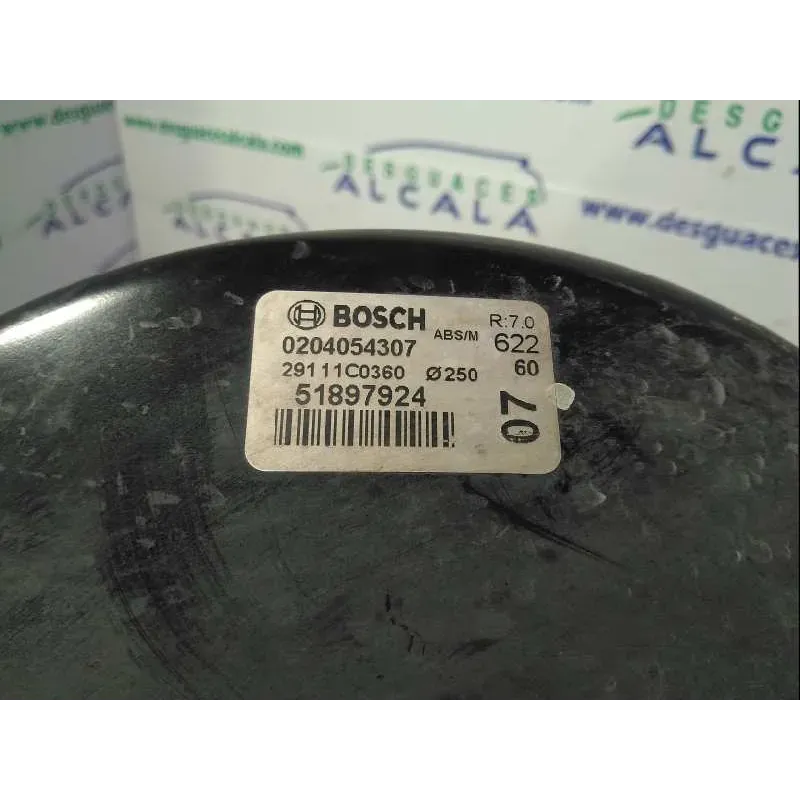 DESGUACES
ALCA
www.desguacesalcala.com
DESGUACES
ALCALA
www.desguaces
BOSCH
ABS/M
R:7.0
0204054307
622
29111C0360 Ø250
60
51897924
07